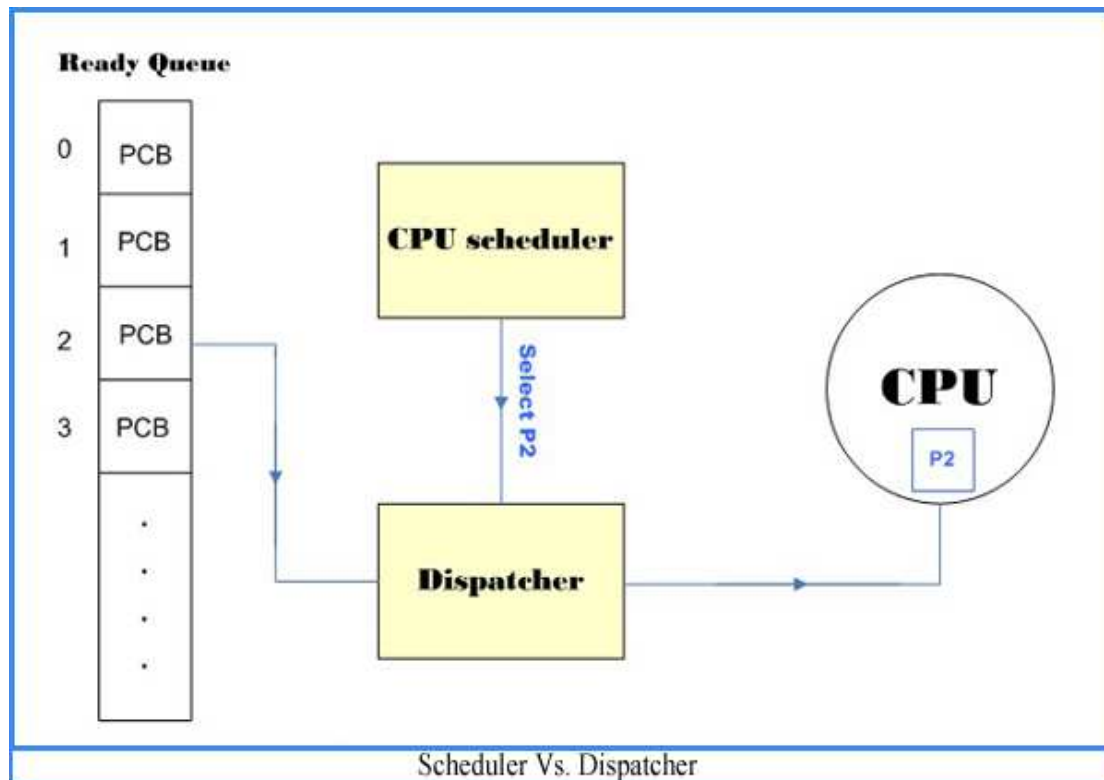 Ready Queue
0
PCB
1
PCB
2
PCB
3
PCB
.
.
.
.
CPU scheduler
Select P2
Dispatcher
CPU
P2
Scheduler Vs. Dispatcher